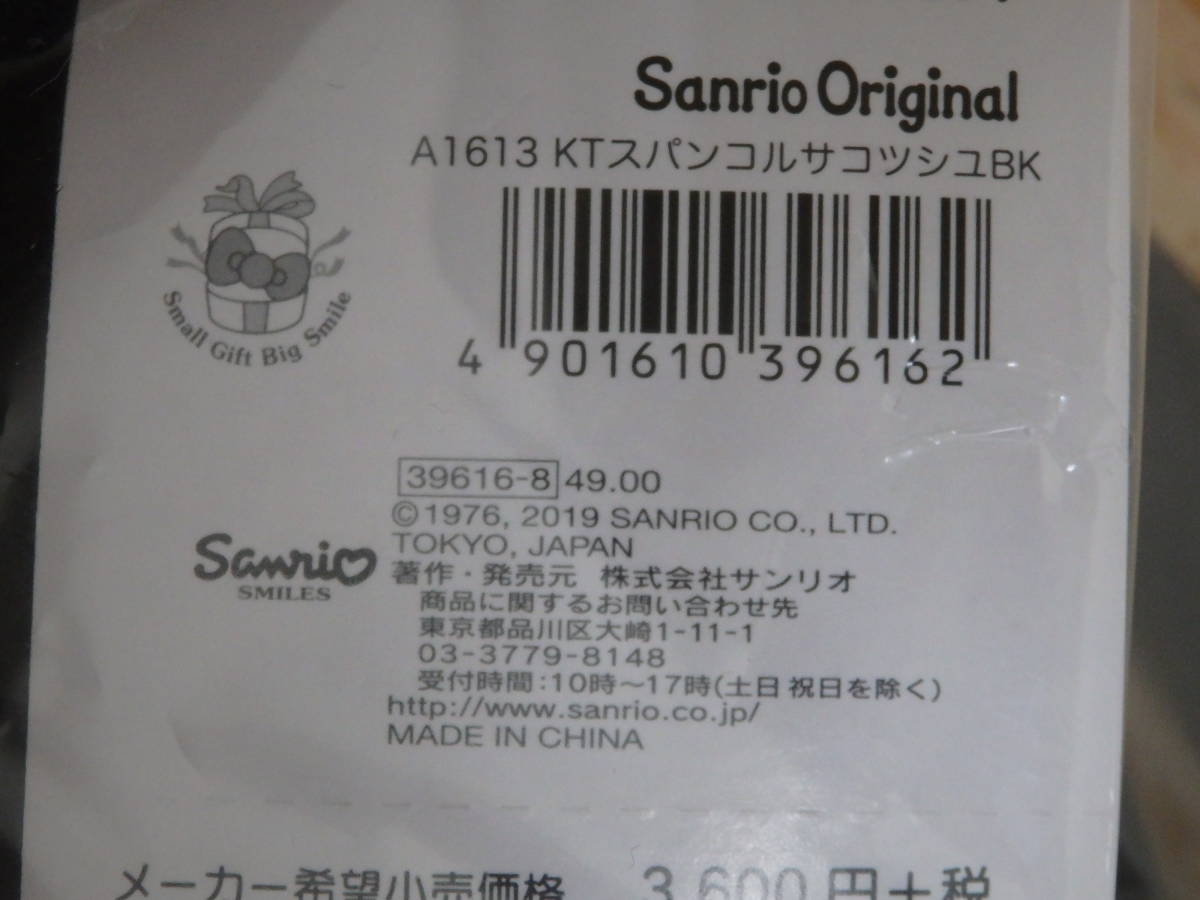 Sanrio Original
A1613 KTスパンコルサコツシユBK
Small Gift Big Smile
4 901610 396162
39616-8 49.00
©1976, 2019 SANRIO CO., LTD.
TOKYO, JAPAN
Sanrio
SMILES
著作・発売元 株式会社サンリオ
商品に関するお問い合わせ先
東京都品川区大崎1-11-1
03-3779-8148
受付時間:10時～17時(土日 祝日を除く)
http://www.sanrio.co.jp/
MADE IN CHINA
メーカー希望小売価格 3,600円+税